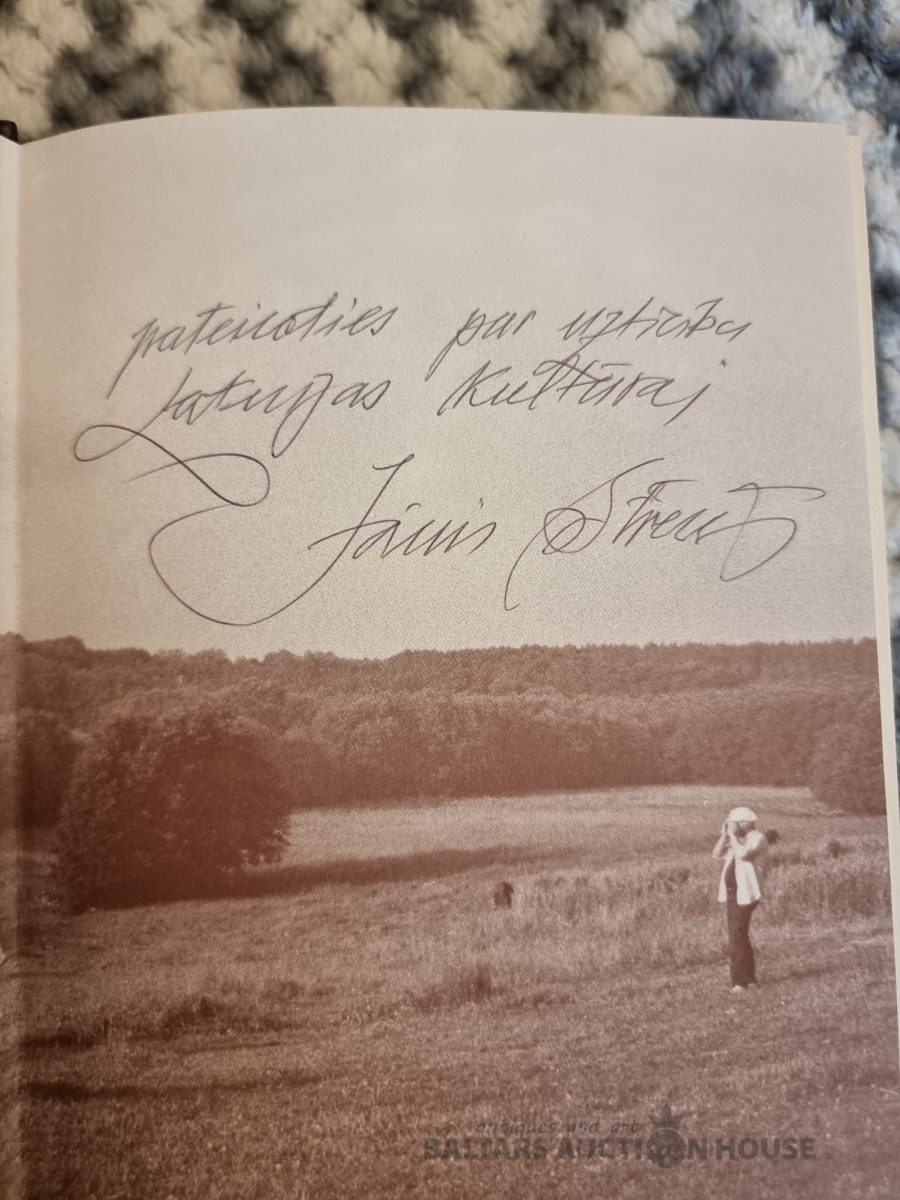 pateicoties par uzticību
Latvijas kultūrai
Jānis Streičs
antiques and art
BALTARS AUCTION HOUSE